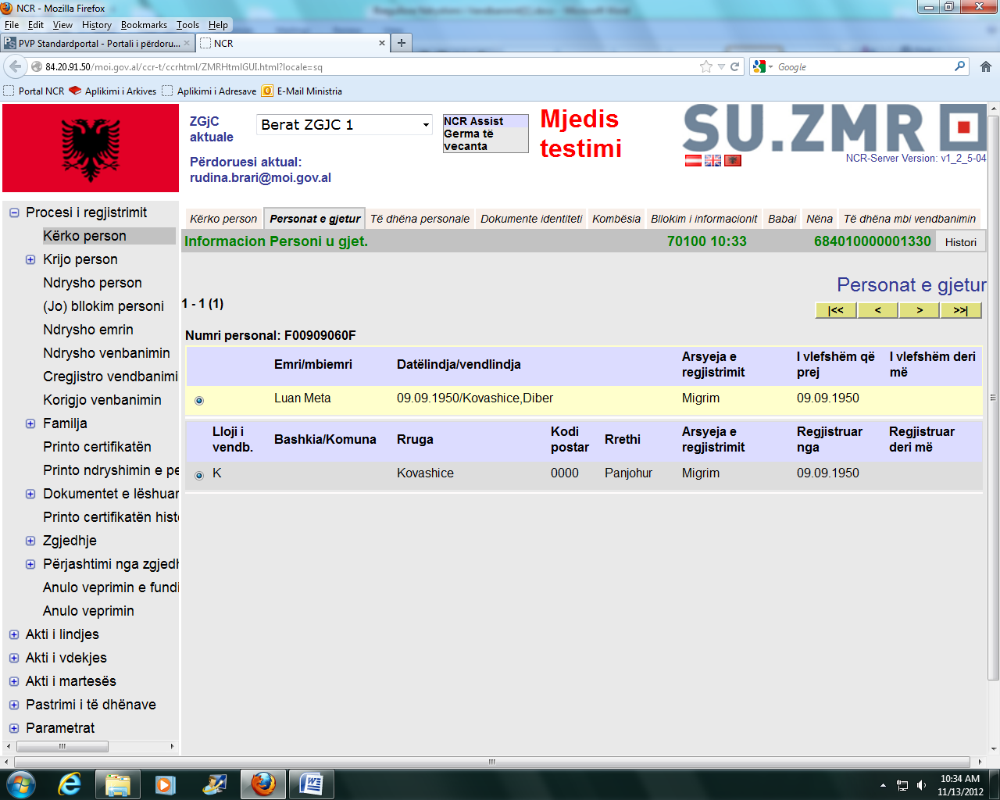 NCR - Mozilla Firefox
File Edit View History Bookmarks Tools Help
PVP Standardportal - Portali i përdoru...
NCR
84.20.91.50/moi.gov.al/ccr-t/ccrhtml/ZMRHtmlGUI.html?locale=sq
Google
Portal NCR Aplikimi i Arkives Aplikimi i Adresave E-Mail Ministria
ZGjC aktuale
Berat ZGJC 1
NCR Assist
Germa të
vecanta
Mjedis
testimi
SU.ZMR
Përdoruesi aktual:
rudina.brari@moi.gov.al
NCR-Server Version: v1_2_5-04
Procesi i regjistrimit
Kërko person
Krijo person
Ndrysho person
(Jo) bllokim personi
Ndrysho emrin
Ndrysho venbanimin
Cregjistro vendbanimi
Korigjo venbanimin
Familja
Printo certifikatën
Printo ndryshimin e pe
Dokumentet e lëshuar
Printo certifikatën hist
Zgjedhje
Përjashtimi nga zgjedh
Anulo veprimin e fundi
Anulo veprimin
Akti i lindjes
Akti i vdekjes
Akti i martesës
Pastrimi i të dhënave
Parametrat
Kërko person Personat e gjetur Të dhëna personale Dokumente identiteti Kombësia Bllokim i informacionit Babai Nëna Të dhëna mbi vendbanimin
Informacion Personi u gjet. 70100 10:33 684010000001330 Histori
Personat e gjetur
1 - 1 (1)
|<< < > >>|
Numri personal: F00909060F
Emri/mbiemri Datëlindja/vendlindja Arsyeja e regjistrimit I vlefshëm që prej I vlefshëm deri më
Luan Meta 09.09.1950/Kovashice,Diber Migrim 09.09.1950
Lloji i vendb. Bashkia/Komuna Rruga Kodi postar Rrethi Arsyeja e regjistrimit Regjistruar nga Regjistruar deri më
K Kovashice 0000 Panjohur Migrim 09.09.1950
10:34 AM
11/13/2012